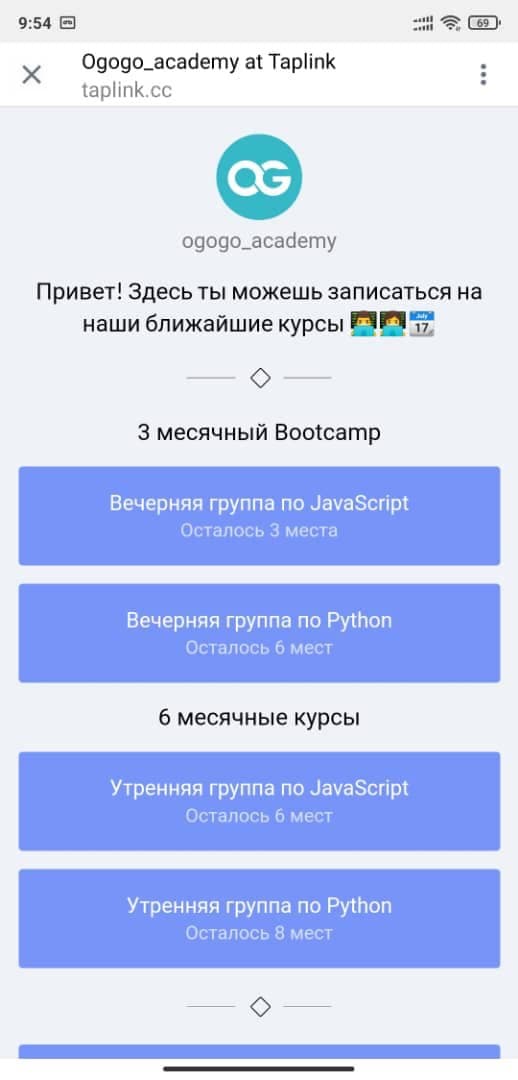 9:54
69
Ogogo_academy at Taplink
taplink.cc
OG
ogogo_academy
Привет! Здесь ты можешь записаться на
наши ближайшие курсы 👨‍💻👩‍💻📅
July
17
3 месячный Bootcamp
Вечерняя группа по JavaScript
Осталось 3 места
Вечерняя группа по Python
Осталось 6 мест
6 месячные курсы
Утренняя группа по JavaScript
Осталось 6 мест
Утренняя группа по Python
Осталось 8 мест